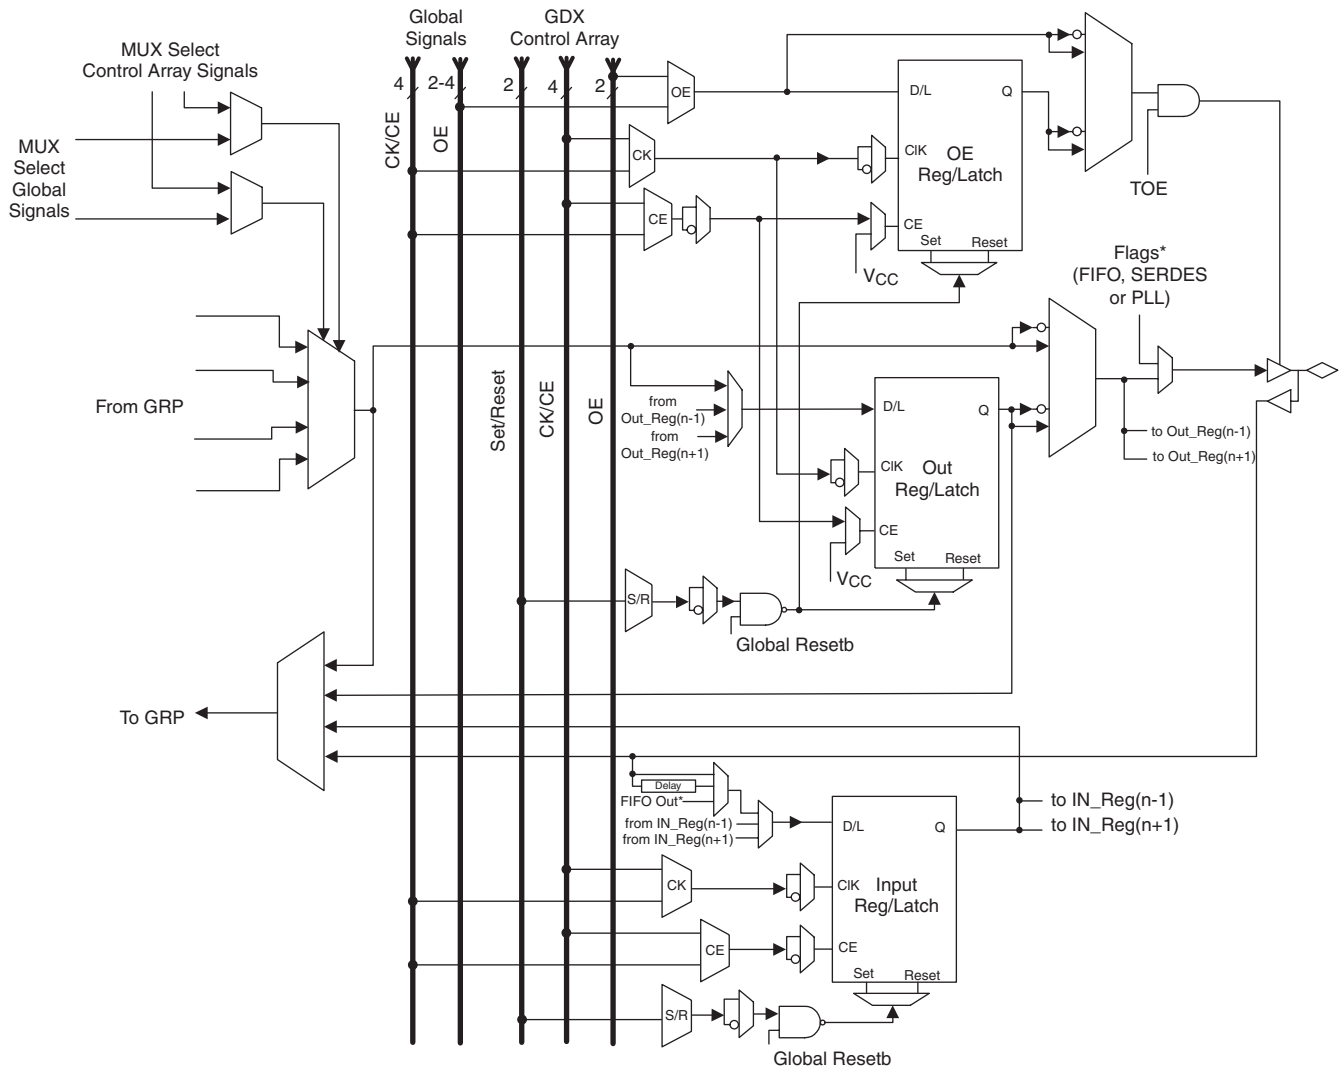 Global
Signals
GDX
Control Array
MUX Select
Control Array Signals
4
2-4
2
4
2
CK/CE
OE
MUX
Select
Global
Signals
OE
D/L
Q
CK
ClK
OE
Reg/Latch
TOE
CE
CE
Set
Reset
VCC
Flags*
(FIFO, SERDES
or PLL)
From GRP
Set/Reset
CK/CE
OE
from
Out_Reg(n-1)
from
Out_Reg(n+1)
D/L
Q
to Out_Reg(n-1)
to Out_Reg(n+1)
ClK
Out
Reg/Latch
CE
Set
Reset
VCC
S/R
Global Resetb
To GRP
Delay
FIFO Out*
from IN_Reg(n-1)
from IN_Reg(n+1)
D/L
Q
to IN_Reg(n-1)
to IN_Reg(n+1)
CK
ClK
Input
Reg/Latch
CE
CE
Set
Reset
S/R
Global Resetb